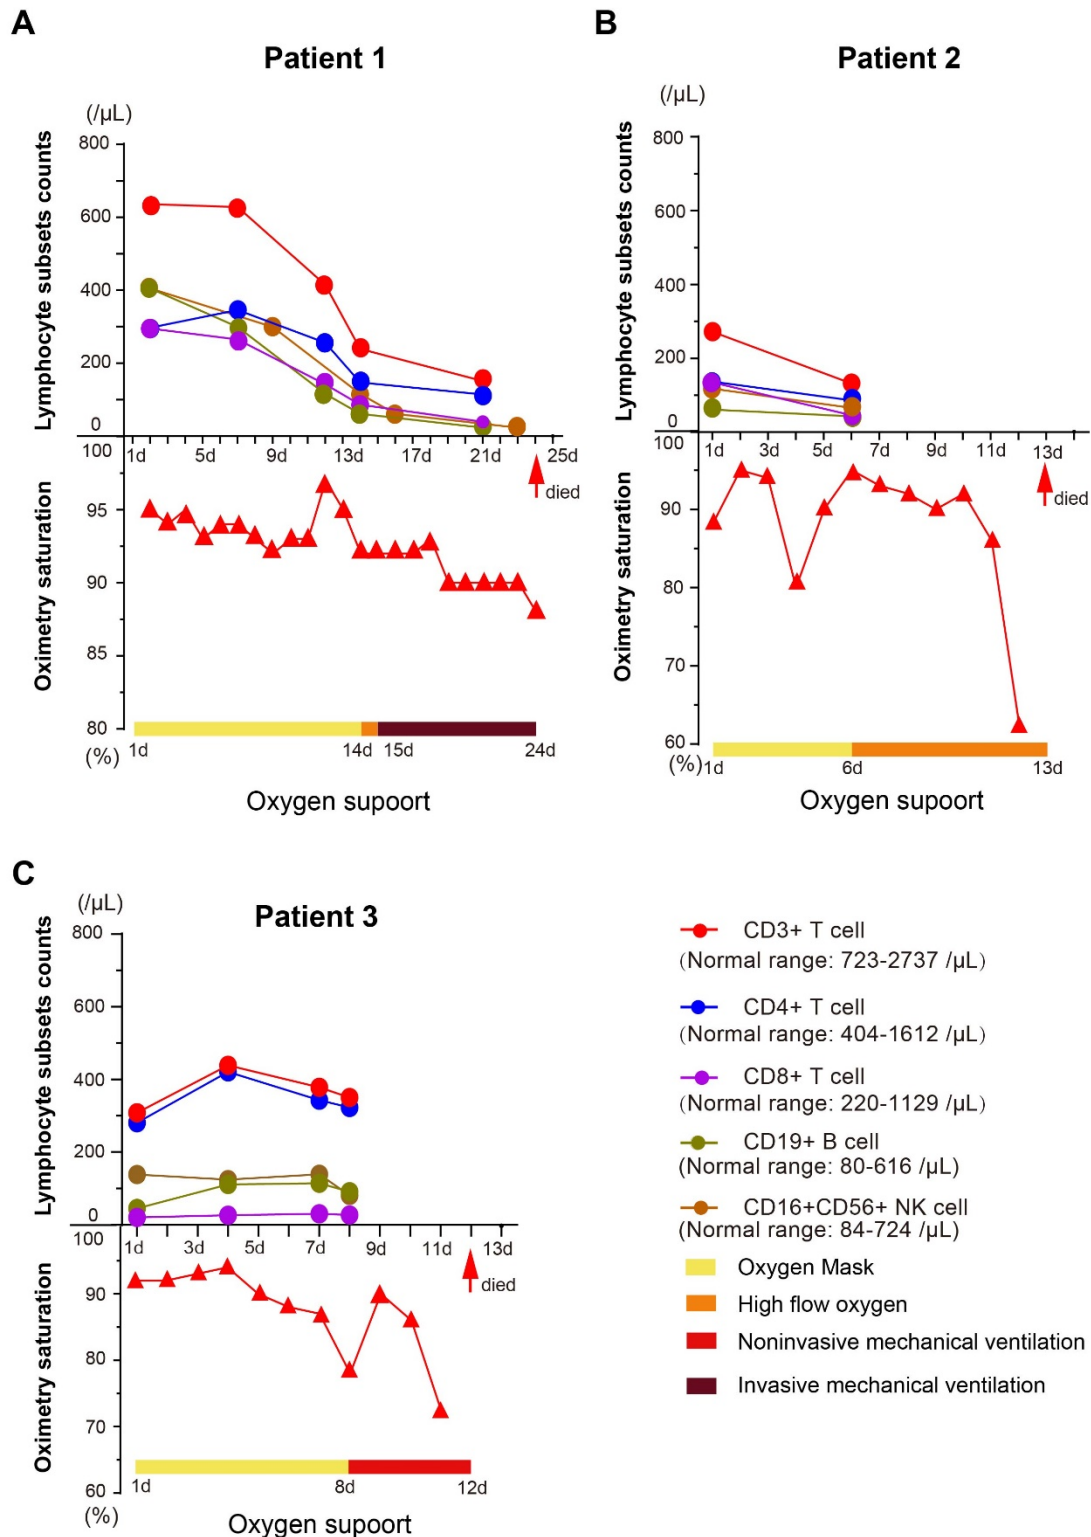 A
Patient 1
(/μL)
Lymphocyte subsets counts
800
600
400
200
0
1d 5d 9d 13d 17d 21d 25d
died
Oximetry saturation
100
95
90
85
80
(%)
1d 14d 15d 24d
Oxygen supoort
B
Patient 2
(/μL)
Lymphocyte subsets counts
800
600
400
200
0
1d 3d 5d 7d 9d 11d 13d
died
Oximetry saturation
100
90
80
70
60
(%)
1d 6d 13d
Oxygen supoort
C
Patient 3
(/μL)
Lymphocyte subsets counts
800
600
400
200
0
1d 3d 5d 7d 9d 11d 13d
died
Oximetry saturation
100
90
80
70
60
(%)
1d 8d 12d
Oxygen supoort
CD3+ T cell
(Normal range: 723-2737 /μL)
CD4+ T cell
(Normal range: 404-1612 /μL)
CD8+ T cell
(Normal range: 220-1129 /μL)
CD19+ B cell
(Normal range: 80-616 /μL)
CD16+CD56+ NK cell
(Normal range: 84-724 /μL)
Oxygen Mask
High flow oxygen
Noninvasive mechanical ventilation
Invasive mechanical ventilation